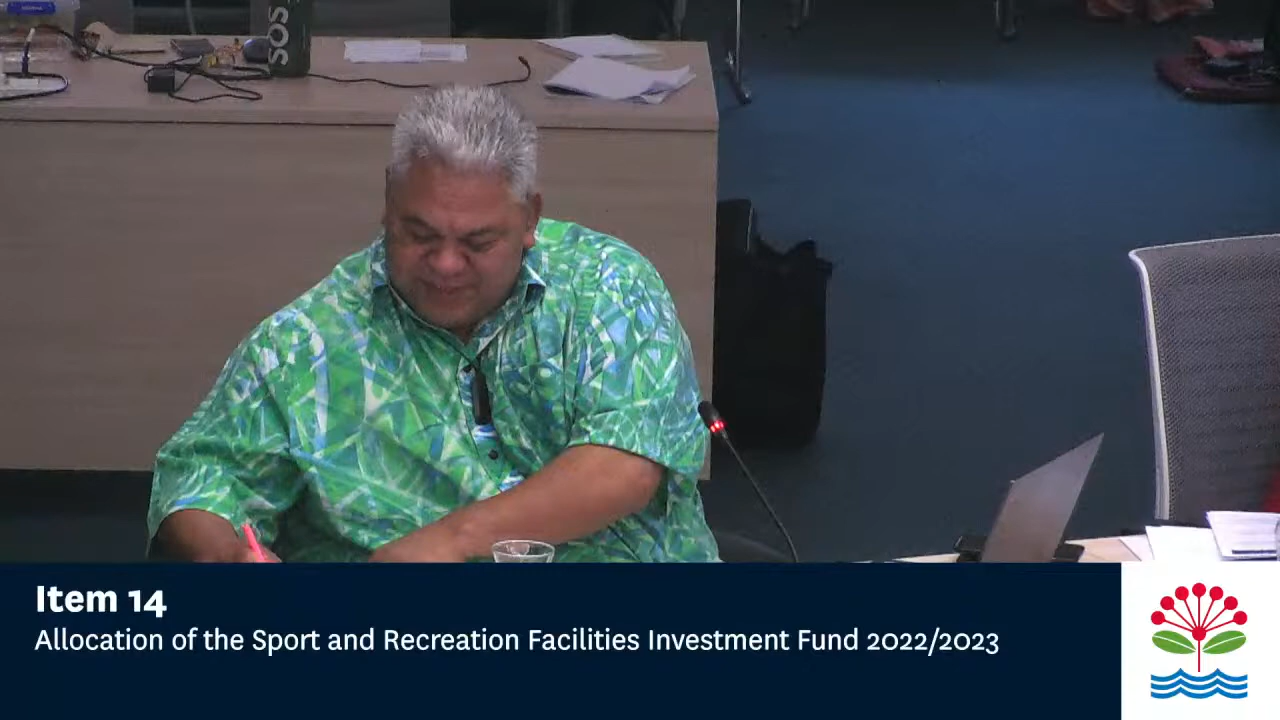 SOS
Item 14
Allocation of the Sport and Recreation Facilities Investment Fund 2022/2023